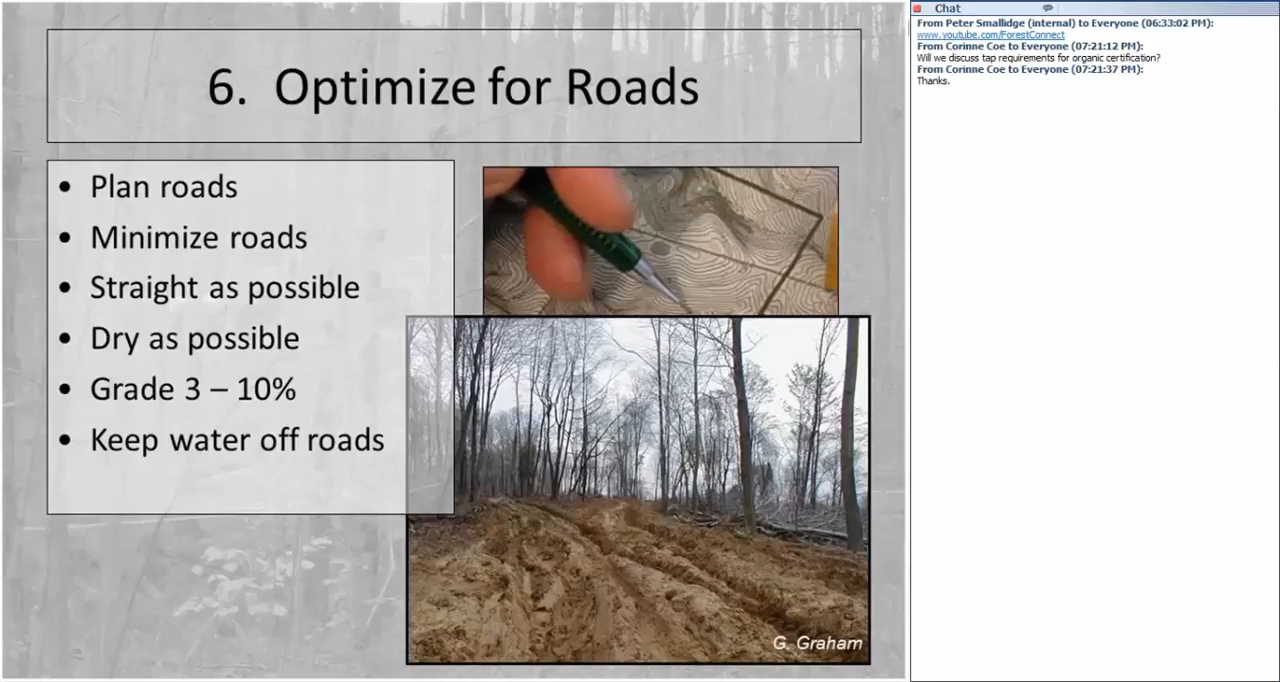 6. Optimize for Roads
• Plan roads
• Minimize roads
• Straight as possible
• Dry as possible
• Grade 3 – 10%
• Keep water off roads
G. Graham
Chat
From Peter Smallidge (internal) to Everyone (06:33:02 PM):
www.youtube.com/ForestConnect
From Corinne Coe to Everyone (07:21:12 PM):
Will we discuss tap requirements for organic certification?
From Corinne Coe to Everyone (07:21:37 PM):
Thanks.